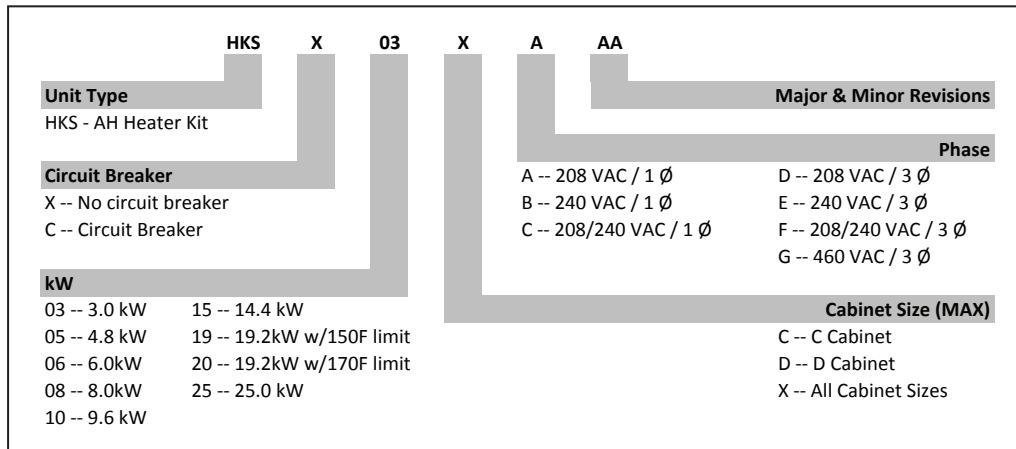 HKS X 03 X A AA
Unit Type
HKS - AH Heater Kit
Circuit Breaker
X -- No circuit breaker
C -- Circuit Breaker
kW
03 -- 3.0 kW 15 -- 14.4 kW
05 -- 4.8 kW 19 -- 19.2kW w/150F limit
06 -- 6.0kW 20 -- 19.2kW w/170F limit
08 -- 8.0kW 25 -- 25.0 kW
10 -- 9.6 kW
Major & Minor Revisions
Phase
A -- 208 VAC / 1 Ø D -- 208 VAC / 3 Ø
B -- 240 VAC / 1 Ø E -- 240 VAC / 3 Ø
C -- 208/240 VAC / 1 Ø F -- 208/240 VAC / 3 Ø
G -- 460 VAC / 3 Ø
Cabinet Size (MAX)
C -- C Cabinet
D -- D Cabinet
X -- All Cabinet Sizes